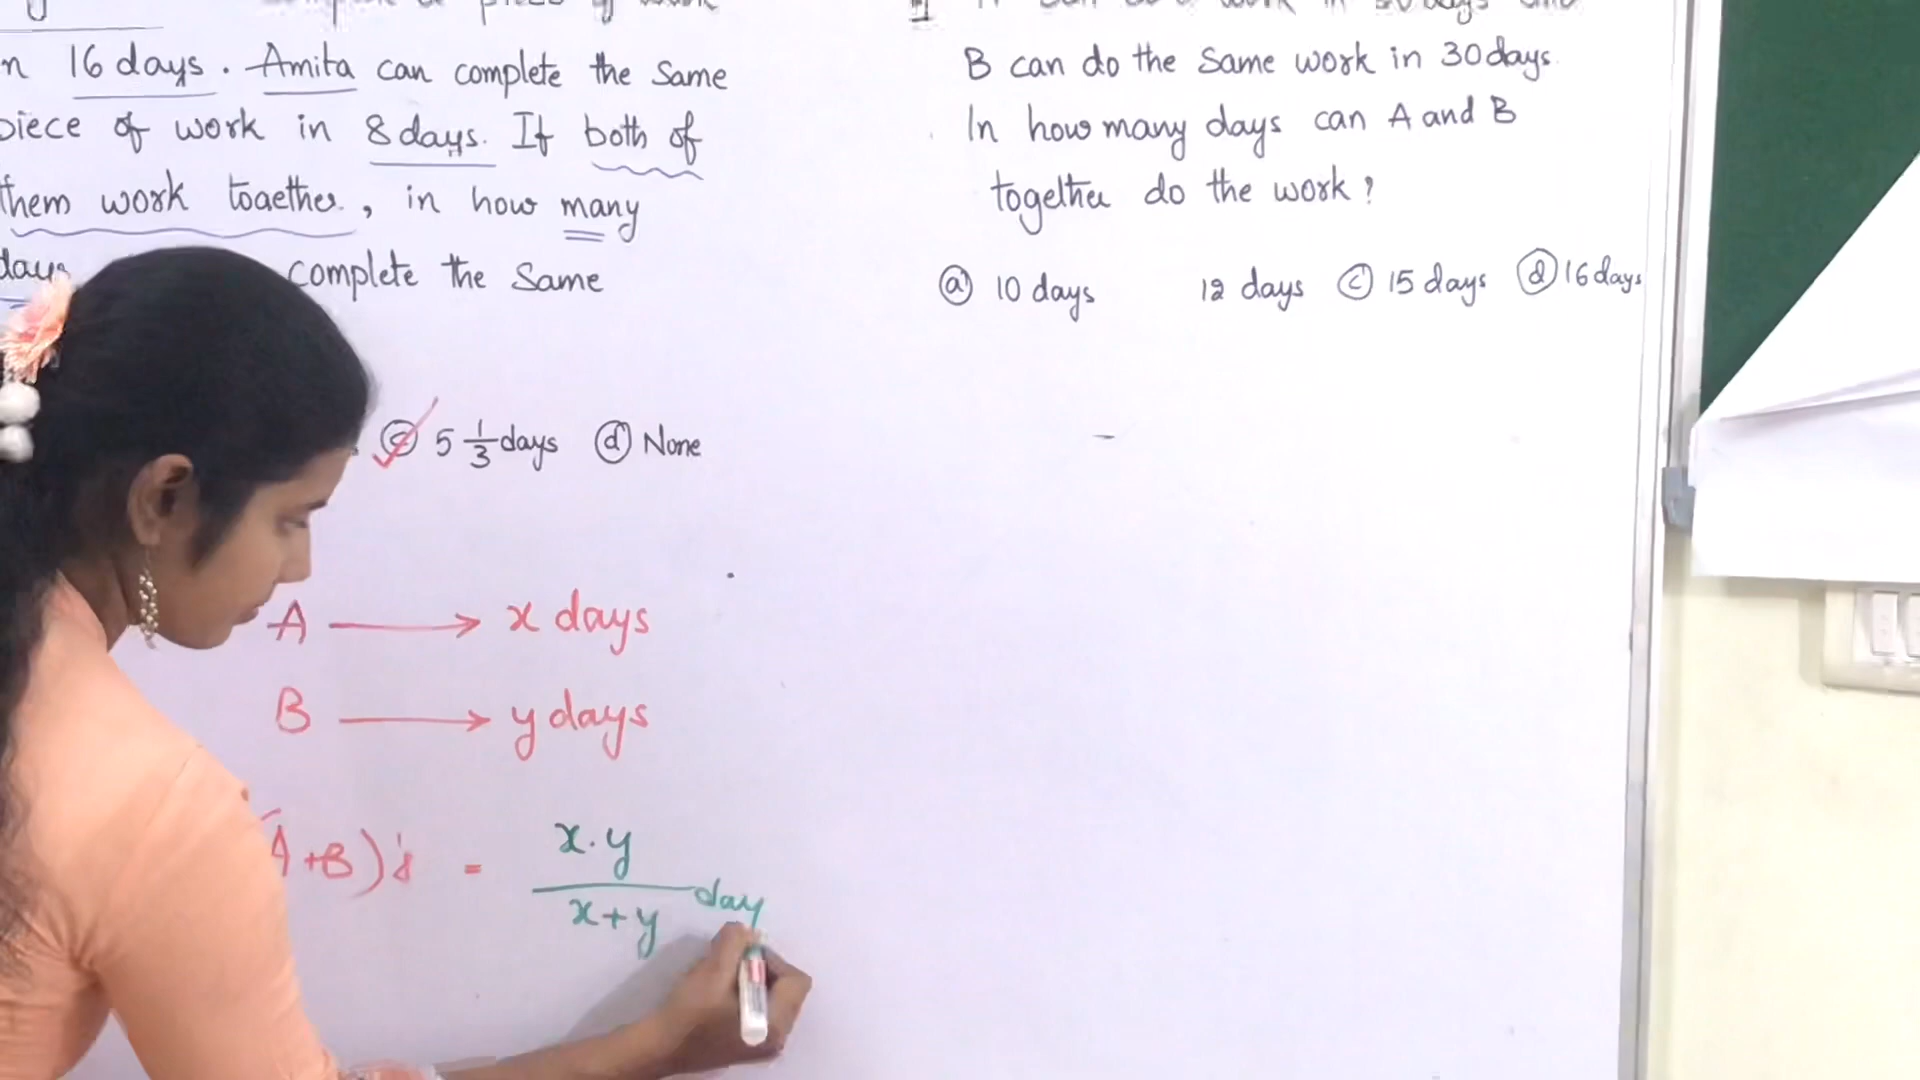 n 16 days. Amita can complete the same
piece of work in 8 days. If both of
them work together, in how many
days complete the same
ⓒ 5 1/3 days ⓓ None
A → x days
B → y days
(A+B)'s = x.y / x+y day
B can do the same work in 30 days.
In how many days can A and B
together do the work?
ⓐ 10 days 12 days ⓒ 15 days ⓓ 16 days